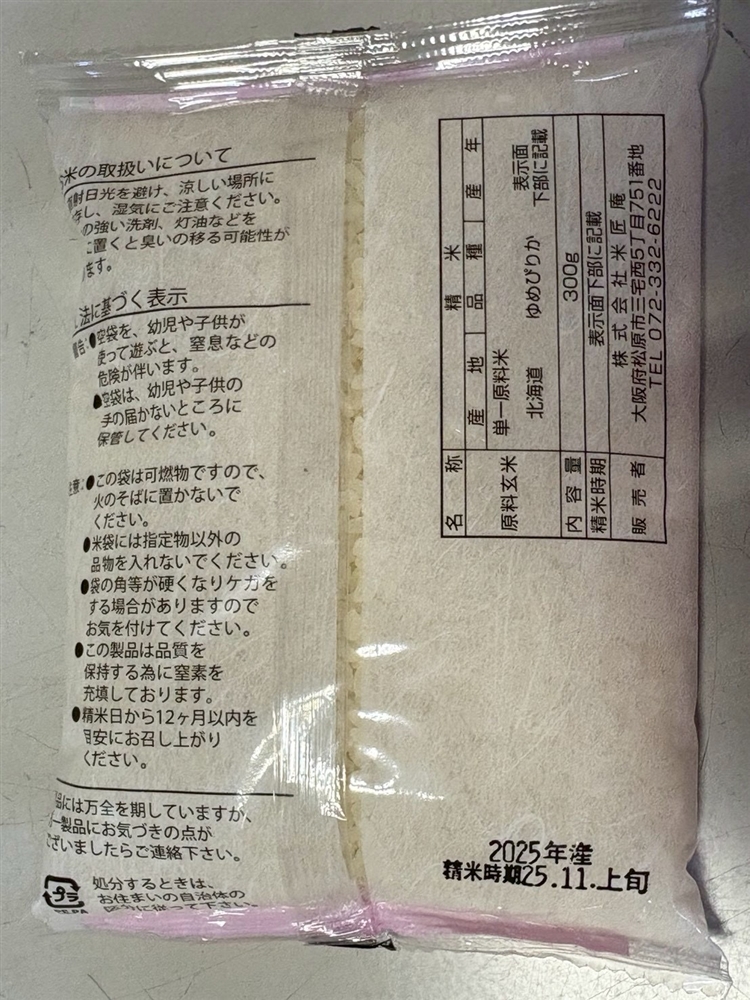 米の取扱いについて
射日光を避け、涼しい場所に
し、湿気にご注意ください。
の強い洗剤、灯油などを
に置くと臭いの移る可能性が
ます。
法に基づく表示
告：●空袋を、幼児や子供が
使って遊ぶと、窒息などの
危険が伴います。
●空袋は、幼児や子供の
手の届かないところに
保管してください。
意：●この袋は可燃物ですので、
火のそばに置かないで
ください。
●米袋には指定物以外の
品物を入れないでください。
●袋の角等が硬くなりケガを
する場合がありますので
お気を付けてください。
●この製品は品質を
保持する為に窒素を
充填しております。
●精米日から12ヶ月以内を
目安にお召し上がり
ください。
品には万全を期していますが、
一製品にお気づきの点が
ざいましたらご連絡下さい。
プラ
PE.PA
処分するときは、
お住まいの自治体の
区分に従って下さい。
名称 精米
原料玄米 産地 品種 産年
単一原料米
北海道 ゆめぴりか 表示面下部に記載
内容量 300g
精米時期 表示面下部に記載
販売者 株式会社米匠庵
大阪府松原市三宅西5丁目751番地
TEL 072-332-6222
2025年産
精米時期25.11.上旬